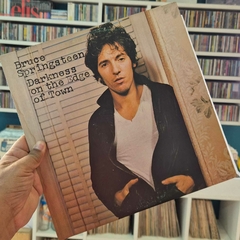 Bruce
Springsteen
Darkness
on the Edge
of Town